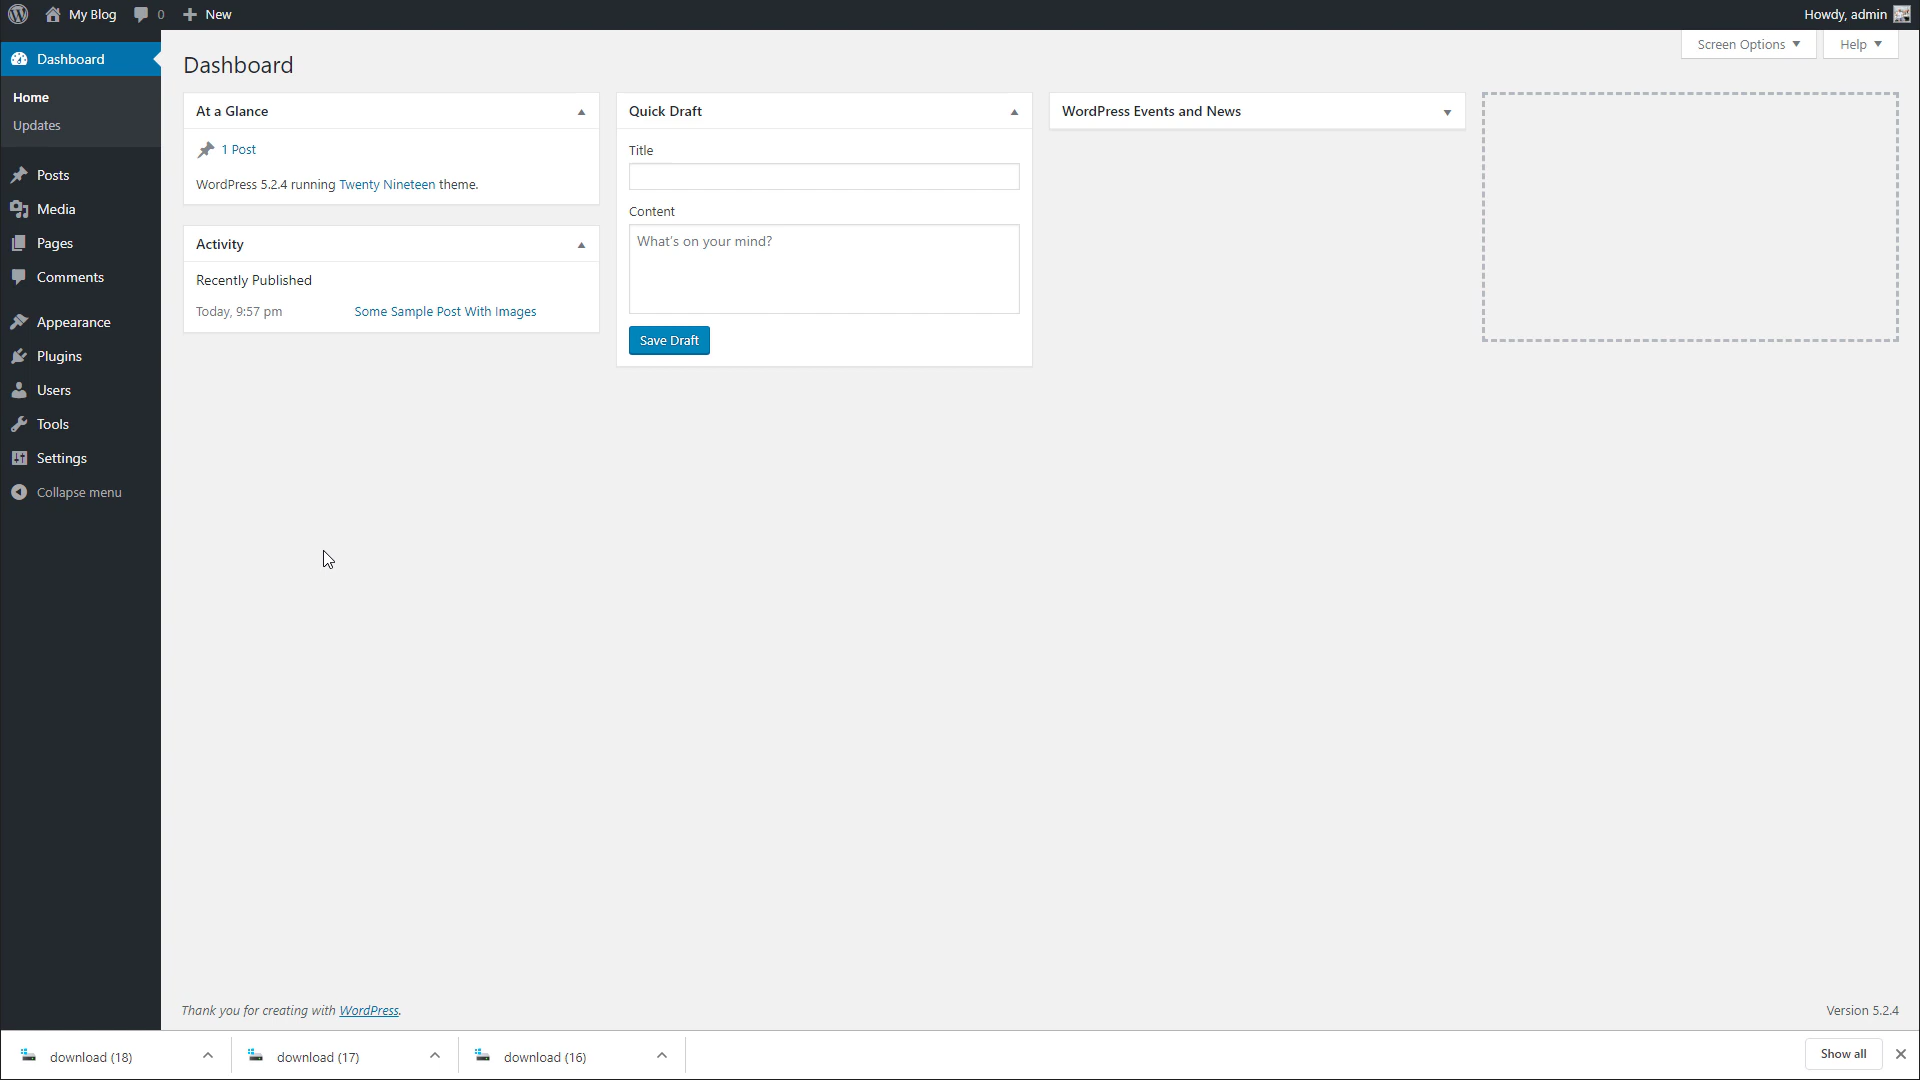 My Blog 0 New Howdy, admin
Screen Options Help
Dashboard
Home
Updates
Posts
Media
Pages
Comments
Appearance
Plugins
Users
Tools
Settings
Collapse menu
Dashboard
At a Glance
1 Post
WordPress 5.2.4 running Twenty Nineteen theme.
Activity
Recently Published
Today, 9:57 pm Some Sample Post With Images
Quick Draft
Title
Content
What's on your mind?
Save Draft
WordPress Events and News
Thank you for creating with WordPress. Version 5.2.4
download (18) download (17) download (16) Show all